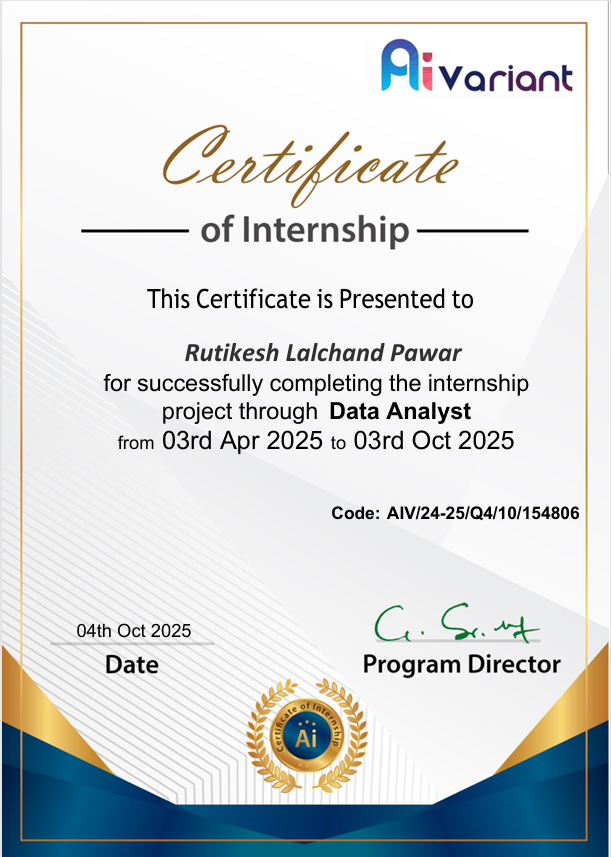 Ai Variant
Certificate
of Internship
This Certificate is Presented to
Rutikesh Lalchand Pawar
for successfully completing the internship
project through Data Analyst
from 03rd Apr 2025 to 03rd Oct 2025
Code: AIV/24-25/Q4/10/154806
04th Oct 2025
Date
Program Director
Certificate of Internship
Ai